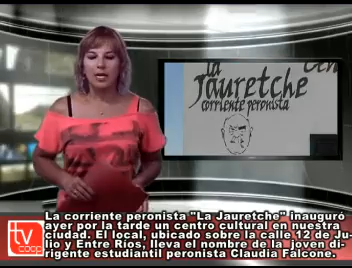 la
Jauretche
corriente peronista
tv
coop
La corriente peronista "La Jauretche" inauguró
ayer por la tarde un centro cultural en nuestra
ciudad. El local, ubicado sobre la calle 12 de Ju-
lio y Entre Ríos, lleva el nombre de la joven di-
rigente estudiantil peronista Claudia Falcone.